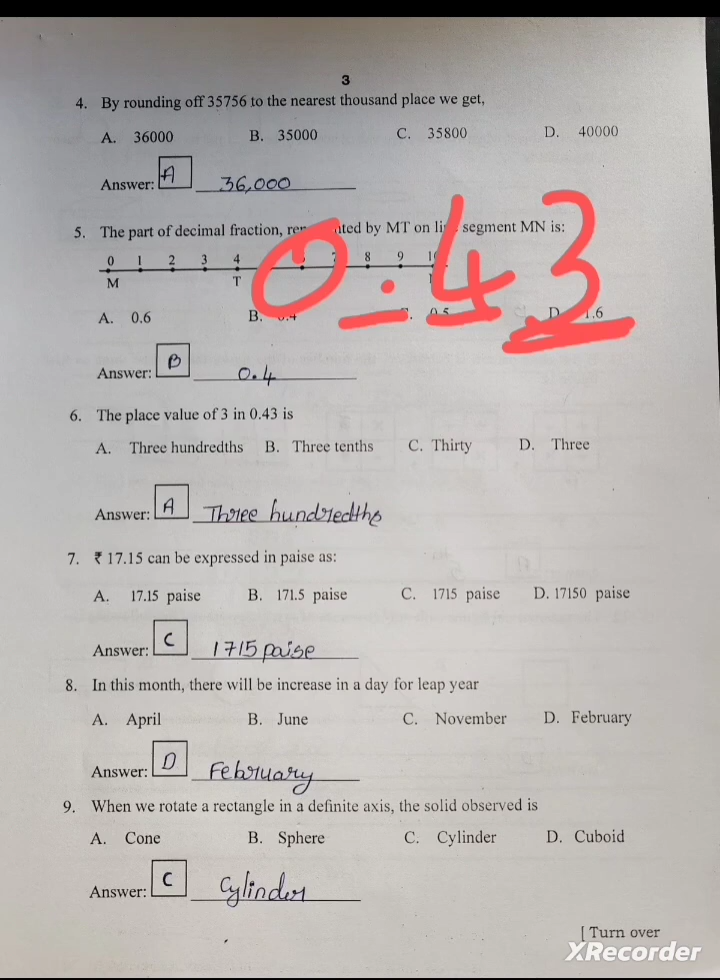 3
4. By rounding off 35756 to the nearest thousand place we get,
A. 36000 B. 35000 C. 35800 D. 40000
Answer: A 36,000
5. The part of decimal fraction, by MT on segment MN is:
0 1 2 3 4 8 9
M T
0.43
A. 0.6 B. C. 0.5 D. 1.6
Answer: B 0.4
6. The place value of 3 in 0.43 is
A. Three hundredths B. Three tenths C. Thirty D. Three
Answer: A Three hundredths
7. ₹ 17.15 can be expressed in paise as:
A. 17.15 paise B. 171.5 paise C. 1715 paise D. 17150 paise
Answer: C 1715 paise
8. In this month, there will be increase in a day for leap year
A. April B. June C. November D. February
Answer: D February
9. When we rotate a rectangle in a definite axis, the solid observed is
A. Cone B. Sphere C. Cylinder D. Cuboid
Answer: C Cylinder
[ Turn over
XRecorder